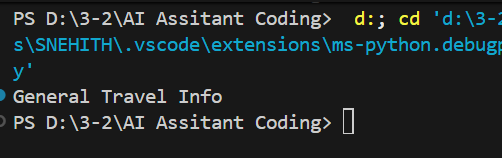 PS D:\3-2\AI Assitant Coding>  d:; cd 'd:\3-2
s\SNEHITH\.vscode\extensions\ms-python.debugp
y'
General Travel Info
PS D:\3-2\AI Assitant Coding>